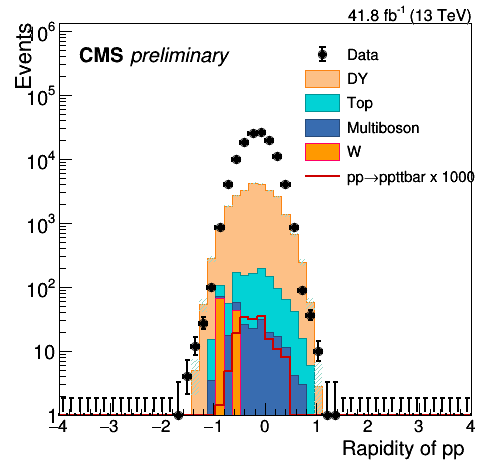 41.8 fb⁻¹ (13 TeV)
Events
CMS preliminary
Data
DY
Top
Multiboson
W
pp→ppttbar x 1000
10⁶
10⁵
10⁴
10³
10²
10
1
−4 −3 −2 −1 0 1 2 3 4
Rapidity of pp